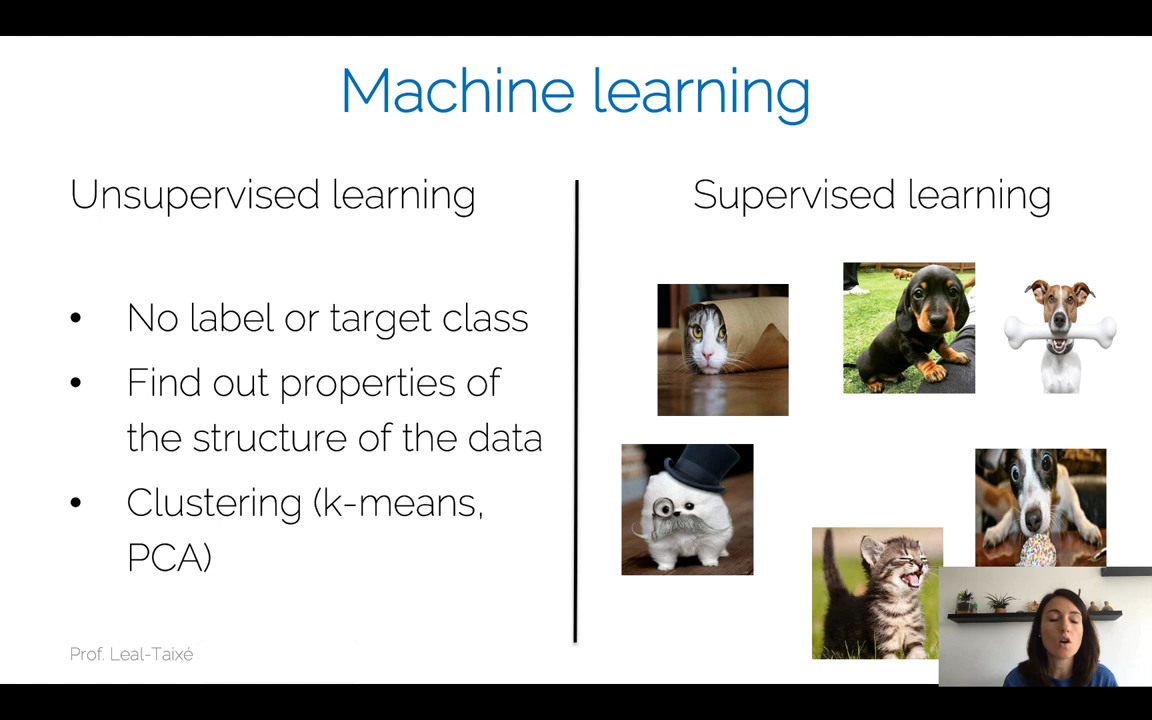 Machine learning
Unsupervised learning
• No label or target class
• Find out properties of
the structure of the data
• Clustering (k-means,
PCA)
Supervised learning
Prof. Leal-Taixé